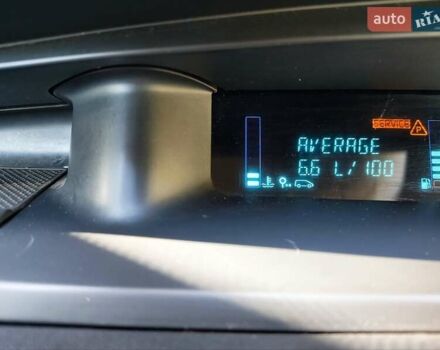 auto RIA
SERVICE P
AVERAGE
6.6 L/100